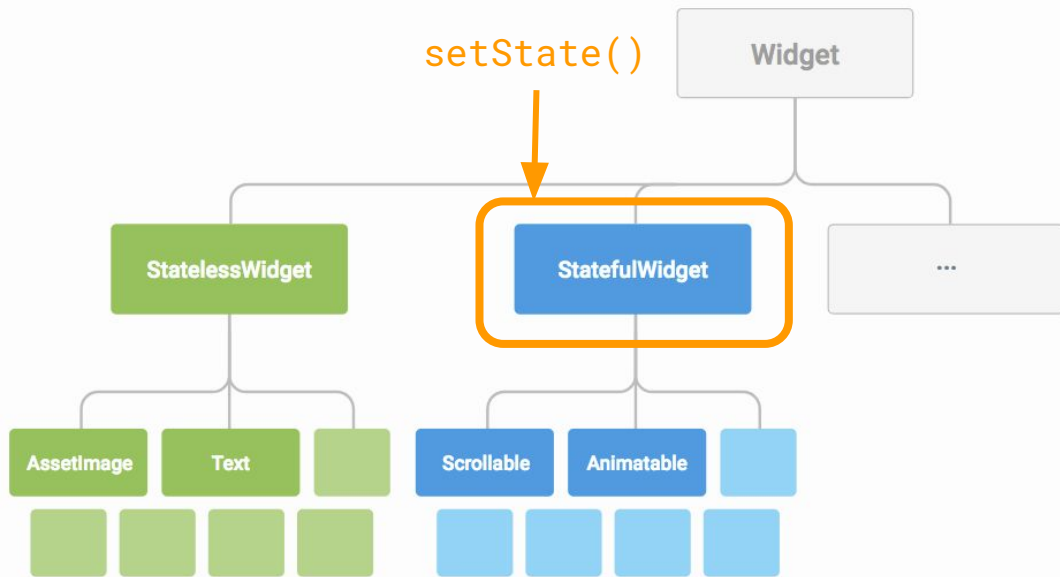 setState()
Widget
StatelessWidget
StatefulWidget
...
AssetImage
Text
Scrollable
Animatable